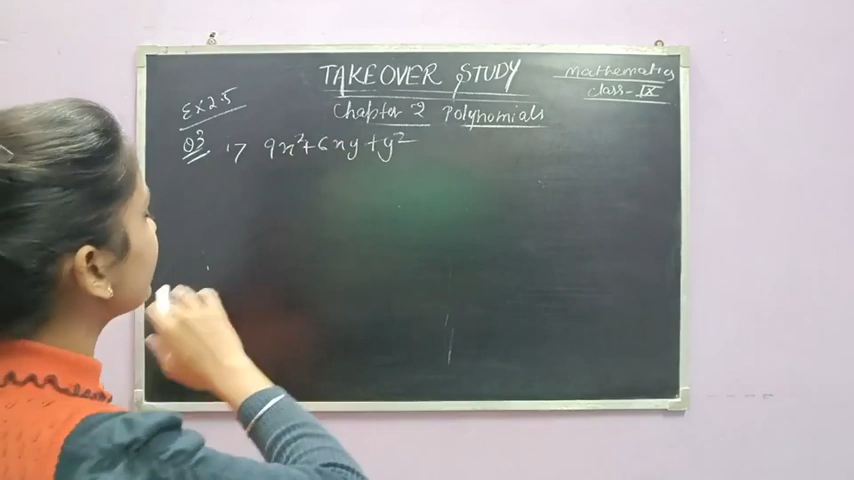 TAKEOVER STUDY
Mathematics
class-IX
Ex 2.5
Chapter-2 Polynomials
Q3 i> 9x²+6xy+y²